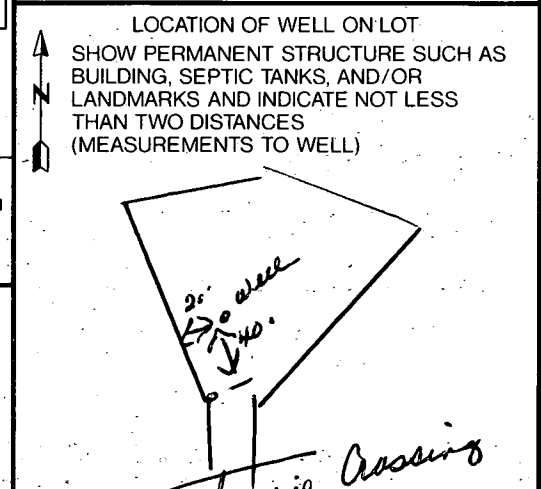 LOCATION OF WELL ON LOT
SHOW PERMANENT STRUCTURE SUCH AS
BUILDING, SEPTIC TANKS, AND/OR
N LANDMARKS AND INDICATE NOT LESS
THAN TWO DISTANCES
(MEASUREMENTS TO WELL)
well
20'
40'
Crossing